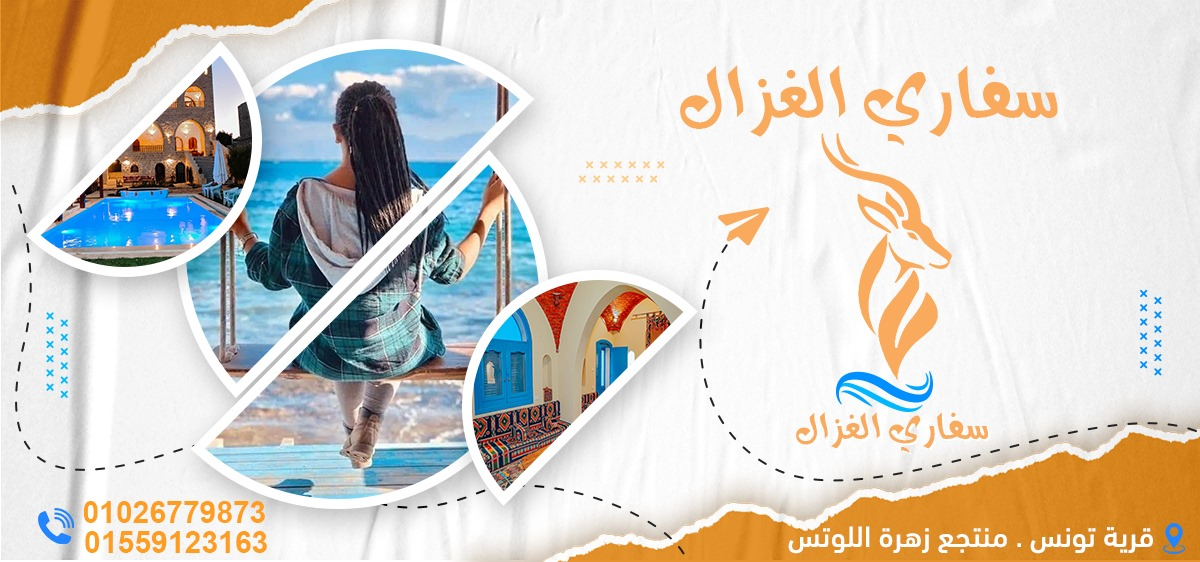 سفاري الغزال
سفاري الغزال
01026779873
01559123163
قرية تونس . منتجع زهرة اللوتس